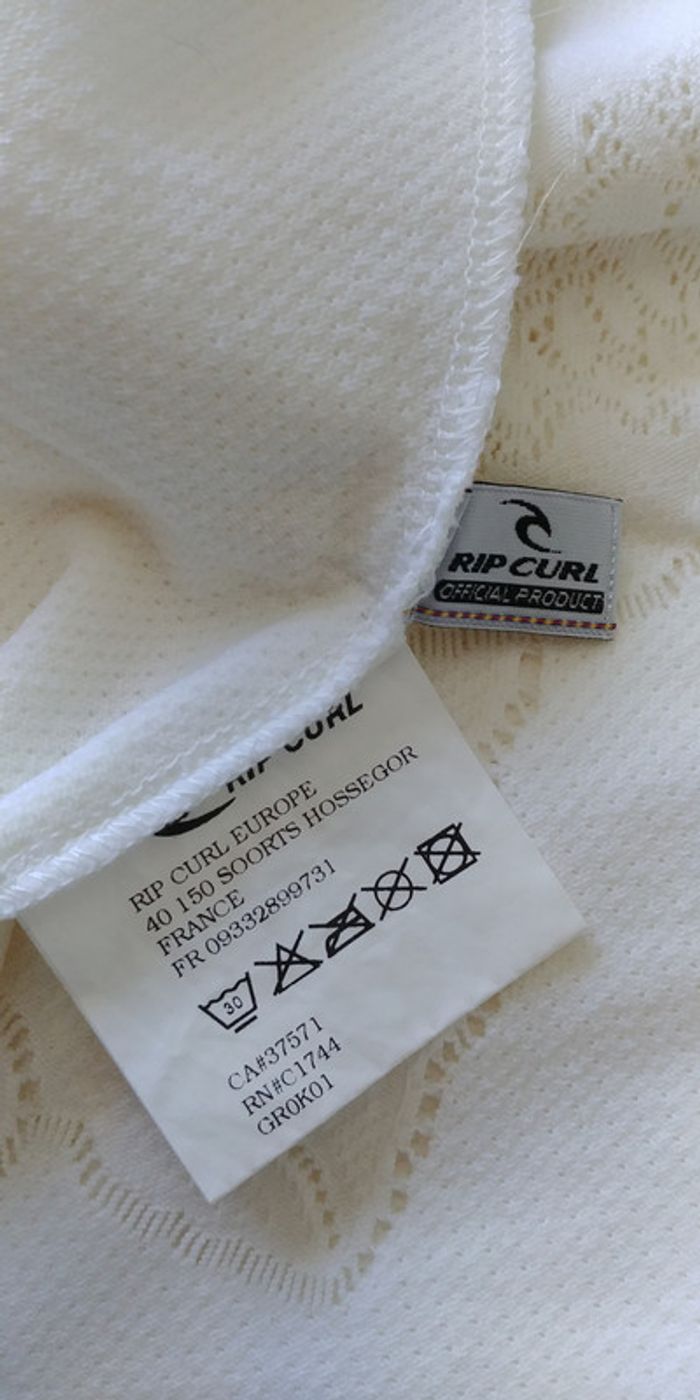 RIP CURL
OFFICIAL PRODUCT
RIP CURL
RIP CURL EUROPE
40 150 SOORTS HOSSEGOR
FRANCE
FR 09332899731
30
CA#37571
RN#C1744
GR0K01